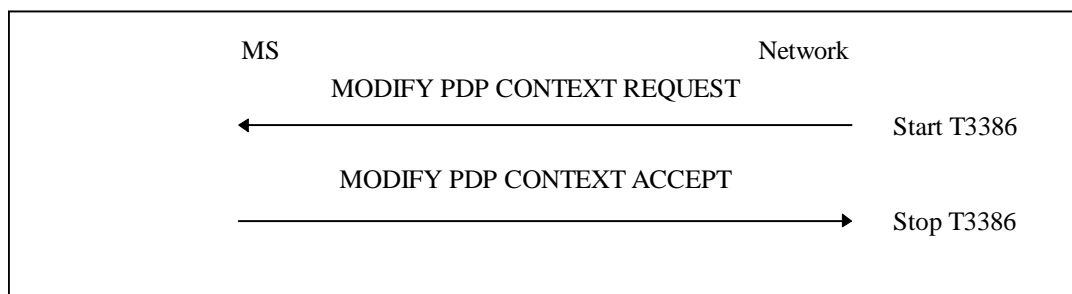 MS Network
MODIFY PDP CONTEXT REQUEST
Start T3386
MODIFY PDP CONTEXT ACCEPT
Stop T3386